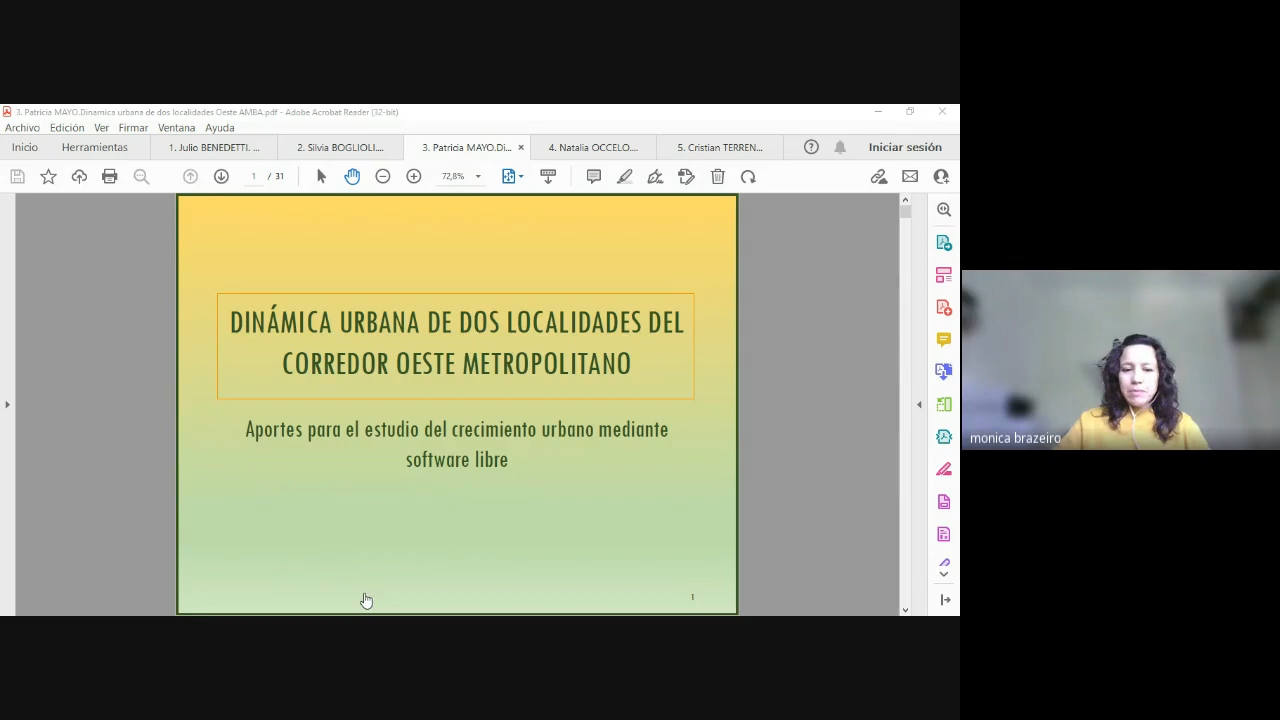 3. Patricia MAYO.Dinamica urbana de dos localidades Oeste AMBA.pdf - Adobe Acrobat Reader (32-bit)
Archivo Edición Ver Firmar Ventana Ayuda
Inicio Herramientas 1. Julio BENEDETTI. ... 2. Silvia BOGLIOLI.... 3. Patricia MAYO.Di... × 4. Natalia OCCELO.... 5. Cristian TERREN... Iniciar sesión
1 / 31 72,8%
DINÁMICA URBANA DE DOS LOCALIDADES DEL
CORREDOR OESTE METROPOLITANO
Aportes para el estudio del crecimiento urbano mediante
software libre
1
monica brazeiro